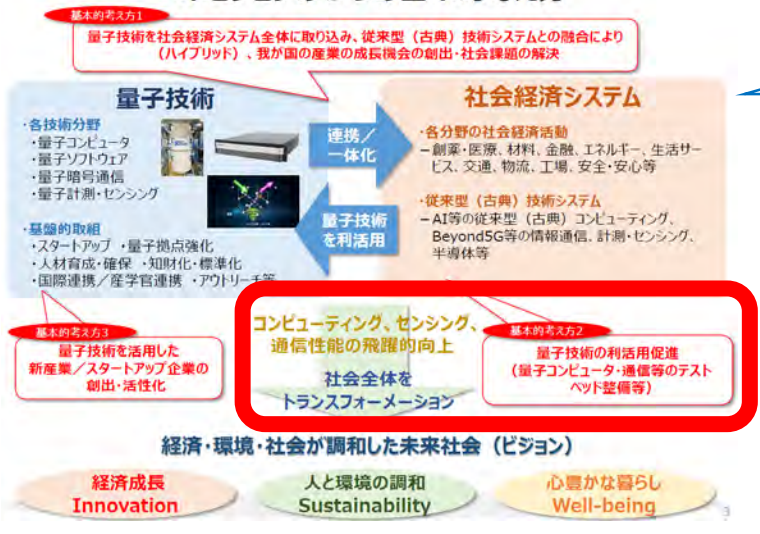 基本的考え方1
量子技術を社会経済システム全体に取り込み、従来型（古典）技術システムとの融合により
（ハイブリッド）、我が国の産業の成長機会の創出・社会課題の解決
量子技術
・各技術分野
・量子コンピュータ
・量子ソフトウェア
・量子暗号通信
・量子計測・センシング
・基盤的取組
・スタートアップ ・量子拠点強化
・人材育成・確保 ・知財化・標準化
・国際連携／産学官連携 ・アウトリーチ等
連携／
一体化
量子技術
を利活用
社会経済システム
・各分野の社会経済活動
－創薬・医療、材料、金融、エネルギー、生活サー
ビス、交通、物流、工場、安全・安心等
・従来型（古典）技術システム
－AI等の従来型（古典）コンピューティング、
Beyond5G等の情報通信、計測・センシング、
半導体等
基本的考え方3
量子技術を活用した
新産業／スタートアップ企業の
創出・活性化
コンピューティング、センシング、
通信性能の飛躍的向上
社会全体を
トランスフォーメーション
基本的考え方2
量子技術の利活用促進
（量子コンピュータ・通信等のテスト
ベッド整備等）
経済・環境・社会が調和した未来社会（ビジョン）
経済成長
Innovation
人と環境の調和
Sustainability
心豊かな暮らし
Well-being
3